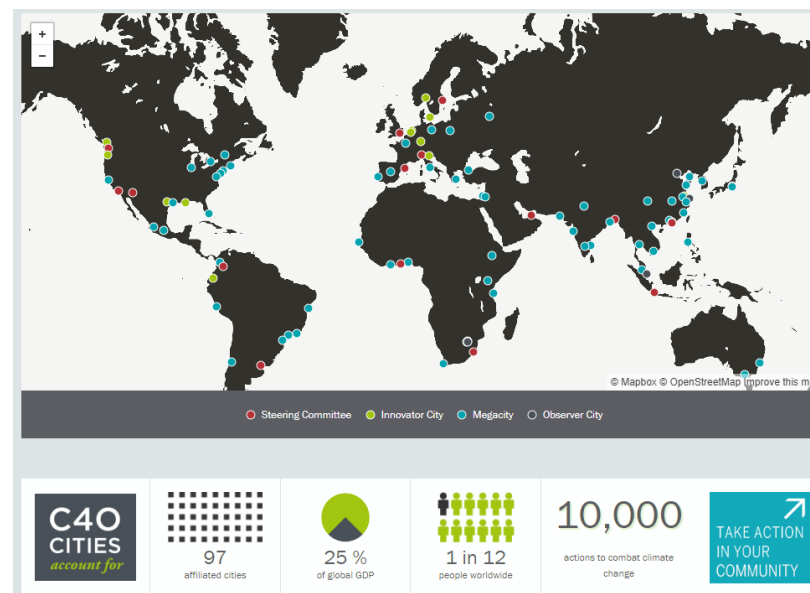 +
−
© Mapbox © OpenStreetMap Improve this m
Steering Committee Innovator City Megacity Observer City
C40
CITIES
account for
97
affiliated cities
25 %
of global GDP
1 in 12
people worldwide
10,000
actions to combat climate
change
TAKE ACTION
IN YOUR
COMMUNITY